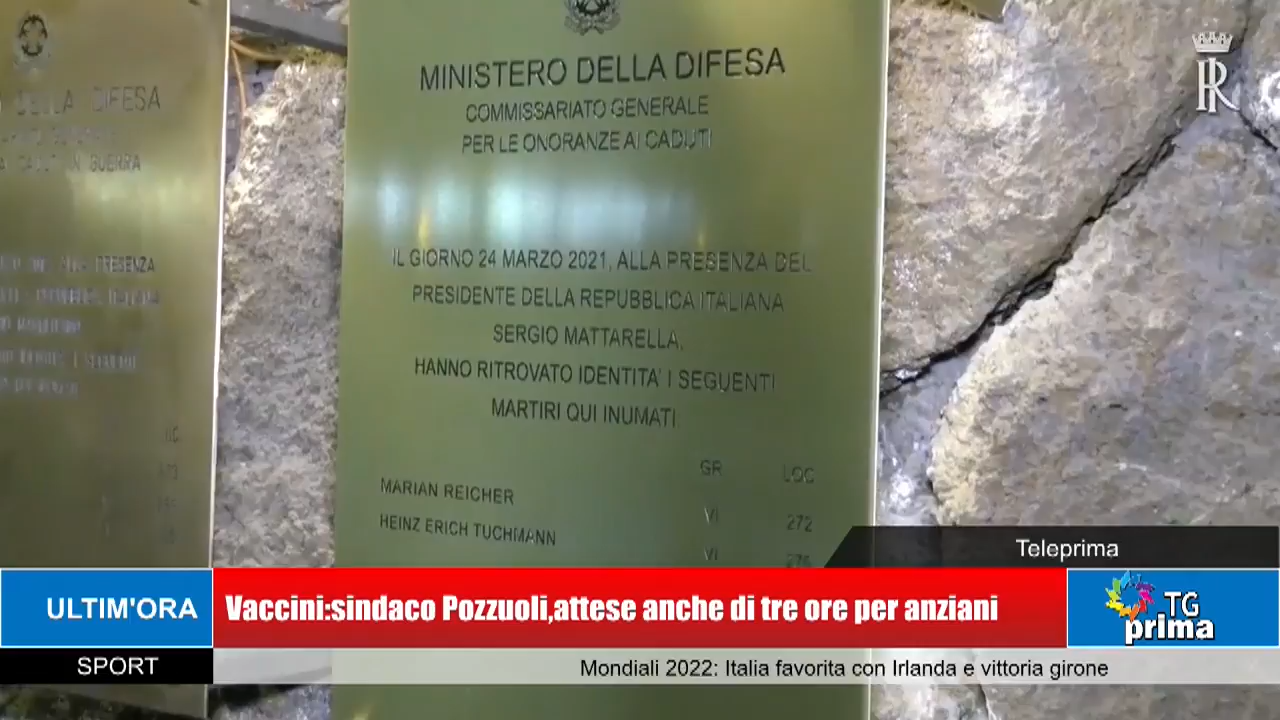 DELLA DIFESA
GUERRA
PRESENZA
MINISTERO DELLA DIFESA
COMMISSARIATO GENERALE
PER LE ONORANZE AI CADUTI
IL GIORNO 24 MARZO 2021, ALLA PRESENZA DEL
PRESIDENTE DELLA REPUBBLICA ITALIANA
SERGIO MATTARELLA,
HANNO RITROVATO IDENTITA' I SEGUENTI
MARTIRI QUI INUMATI
GR LOC
MARIAN REICHER VI 272
HEINZ ERICH TUCHMANN VI
Teleprima
ULTIM'ORA
Vaccini:sindaco Pozzuoli,attese anche di tre ore per anziani
TG
prima
SPORT
Mondiali 2022: Italia favorita con Irlanda e vittoria girone